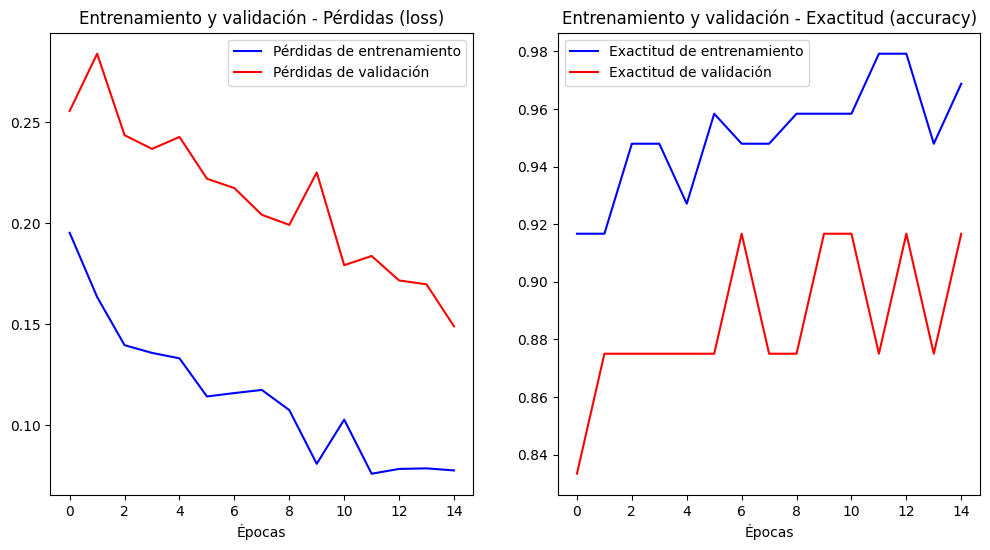 Entrenamiento y validación - Pérdidas (loss)
Pérdidas de entrenamiento
Pérdidas de validación
0.25
0.20
0.15
0.10
0 2 4 6 8 10 12 14
Épocas
Entrenamiento y validación - Exactitud (accuracy)
Exactitud de entrenamiento
Exactitud de validación
0.98
0.96
0.94
0.92
0.90
0.88
0.86
0.84
0 2 4 6 8 10 12 14
Épocas